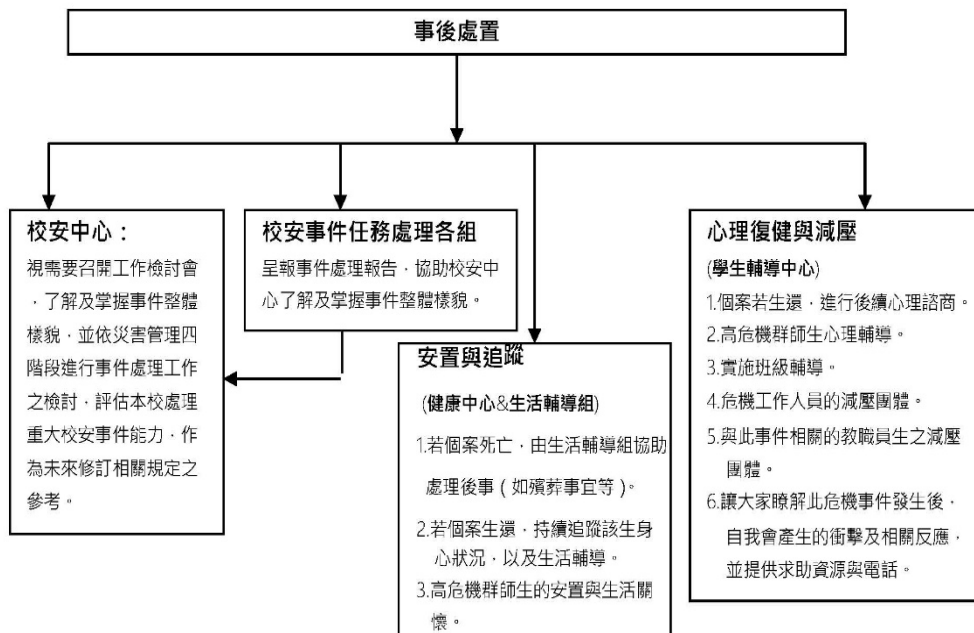 事後處置
校安中心：
視需要召開工作檢討會
，了解及掌握事件整體
樣貌，並依災害管理四
階段進行事件處理工作
之檢討，評估本校處理
重大校安事件能力，作
為未來修訂相關規定之
參考。
校安事件任務處理各組
呈報事件處理報告，協助校安中
心了解及掌握事件整體樣貌。
安置與追蹤
(健康中心&生活輔導組)
1.若個案死亡，由生活輔導組協助
處理後事（如殯葬事宜等）。
2.若個案生還，持續追蹤該生身
心狀況，以及生活輔導。
3.高危機群師生的安置與生活關
懷。
心理復健與減壓
(學生輔導中心)
1.個案若生還，進行後續心理諮商。
2.高危機群師生心理輔導。
3.實施班級輔導。
4.危機工作人員的減壓團體。
5.與此事件相關的教職員生之減壓
團體。
6.讓大家瞭解此危機事件發生後，
自我會產生的衝擊及相關反應，
並提供求助資源與電話。